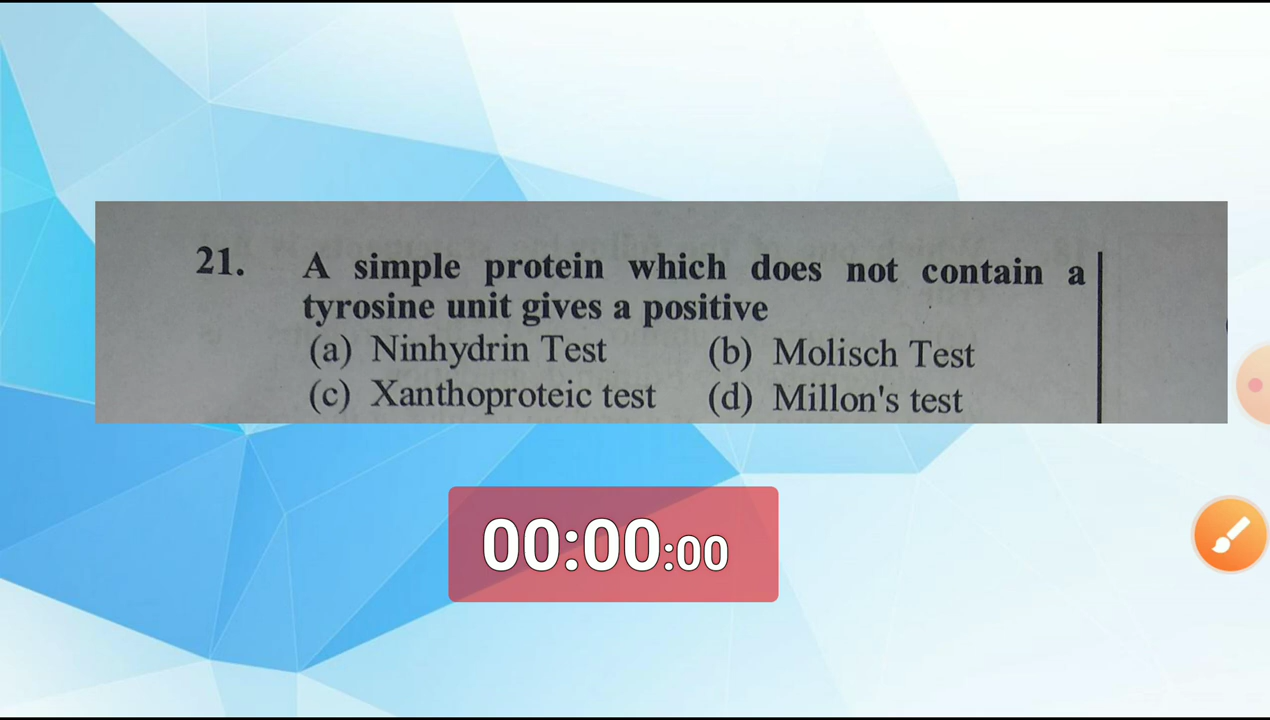 21. A simple protein which does not contain a
tyrosine unit gives a positive
(a) Ninhydrin Test (b) Molisch Test
(c) Xanthoproteic test (d) Millon's test
00:00:00